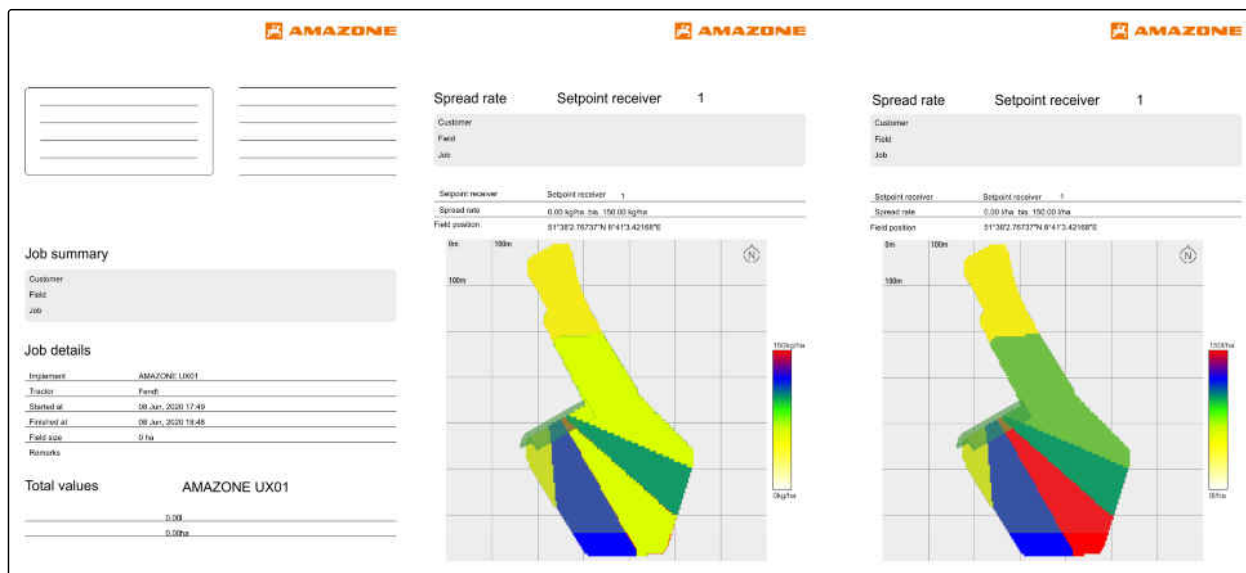 AMAZONE
Job summary
Customer
Field
Job
Job details
Implement AMAZONE UX01
Tractor Fendt
Started at 08 Jun, 2020 17:49
Finished at 08 Jun, 2020 18:48
Field size 0 ha
Remarks
Total values AMAZONE UX01
0.00l
0.00ha
AMAZONE
Spread rate Setpoint receiver 1
Customer
Field
Job
Setpoint receiver Setpoint receiver 1
Spread rate 0.00 kg/ha bis 150.00 kg/ha
Field position 51°38'2.76737"N 8°41'3.42168"E
0m 100m
100m
N
150kg/ha
0kg/ha
AMAZONE
Spread rate Setpoint receiver 1
Customer
Field
Job
Setpoint receiver Setpoint receiver 1
Spread rate 0.00 l/ha bis 150.00 l/ha
Field position 51°38'2.76737"N 8°41'3.42168"E
0m 100m
100m
N
150l/ha
0l/ha